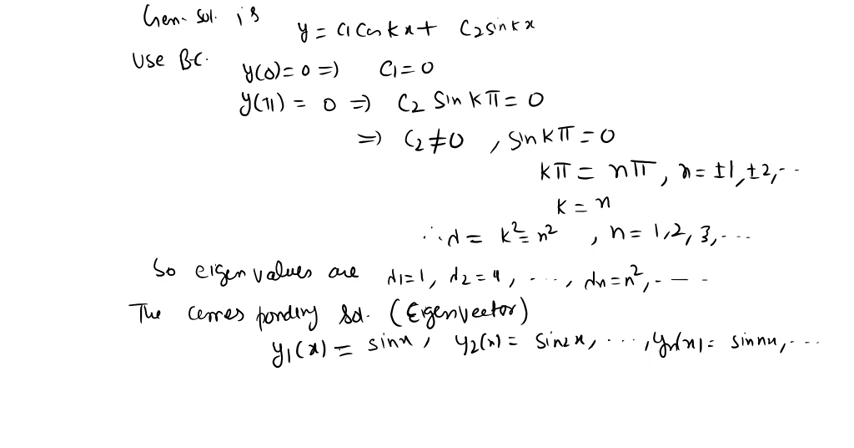 Gen. Sol. is
y = C1 Cos kx + C2 sin kx
Use B.C. y(0) = 0 => C1 = 0
y(π) = 0 => C2 Sin kπ = 0
=> C2 ≠ 0 , sin kπ = 0
kπ = nπ, n = ±1, ±2, ...
k = n
∴ λ = k² = n² , n = 1, 2, 3, ...
So eigenvalues are λ1 = 1, λ2 = 4, ..., λn = n², ...
The corresponding Sol. (Eigenvector)
y1(x) = sin x, y2(x) = Sin 2x, ..., yn(x) = sin nx, ...